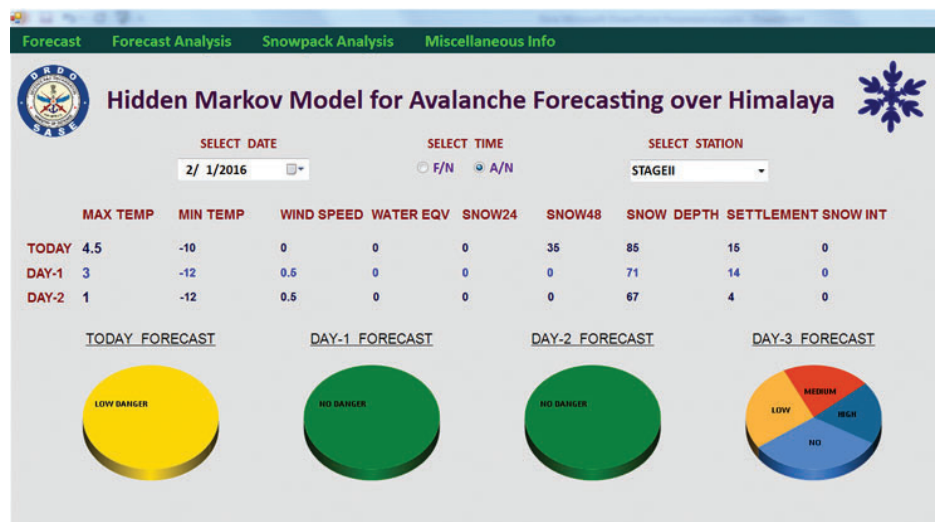 Forecast Forecast Analysis Snowpack Analysis Miscellaneous Info
DRDO
SASE
Hidden Markov Model for Avalanche Forecasting over Himalaya
SELECT DATE SELECT TIME SELECT STATION
2/ 1/2016 F/N A/N STAGEII
MAX TEMP MIN TEMP WIND SPEED WATER EQV SNOW24 SNOW48 SNOW DEPTH SETTLEMENT SNOW INT
TODAY 4.5 -10 0 0 0 35 85 15 0
DAY-1 3 -12 0.5 0 0 0 71 14 0
DAY-2 1 -12 0.5 0 0 0 67 4 0
TODAY FORECAST DAY-1 FORECAST DAY-2 FORECAST DAY-3 FORECAST
LOW DANGER NO DANGER NO DANGER MEDIUM
LOW HIGH
NO